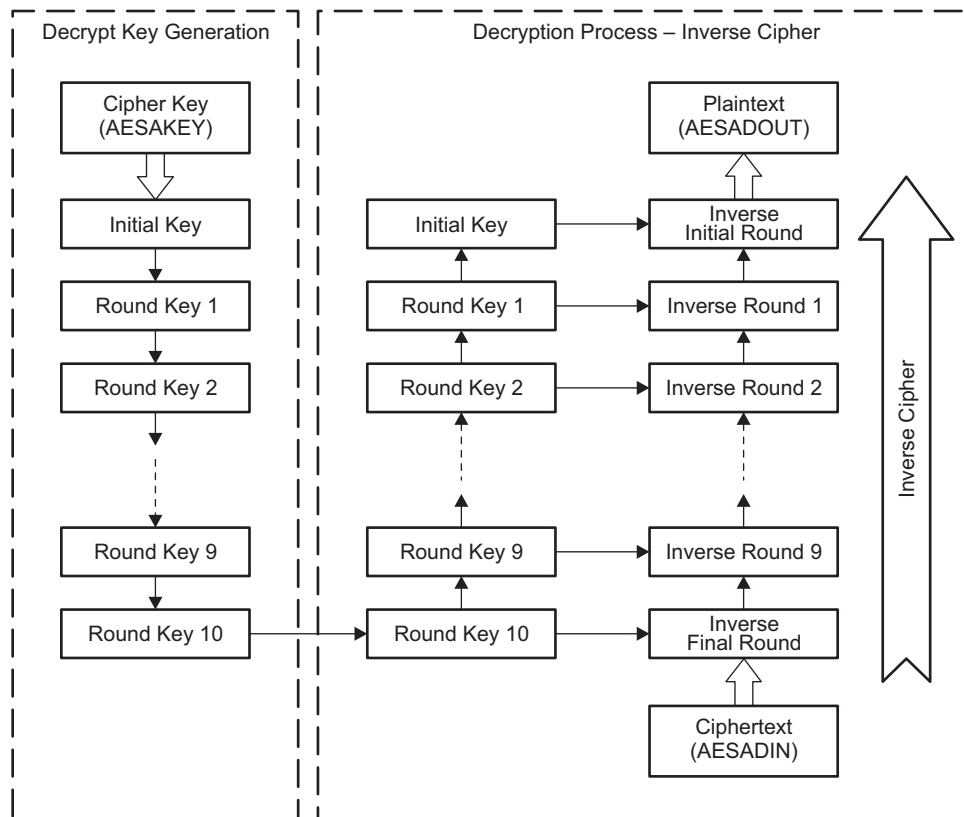 Decrypt Key Generation
Cipher Key
(AESAKEY)
Initial Key
Round Key 1
Round Key 2
Round Key 9
Round Key 10
Decryption Process – Inverse Cipher
Plaintext
(AESADOUT)
Initial Key
Inverse
Initial Round
Round Key 1
Inverse Round 1
Round Key 2
Inverse Round 2
Round Key 9
Inverse Round 9
Round Key 10
Inverse
Final Round
Ciphertext
(AESADIN)
Inverse Cipher